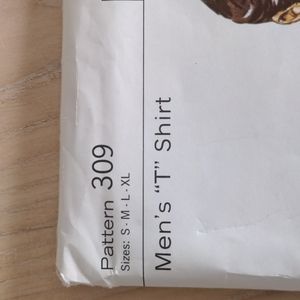 Pattern 309
Sizes: S - M - L - XL
Men's "T" Shirt